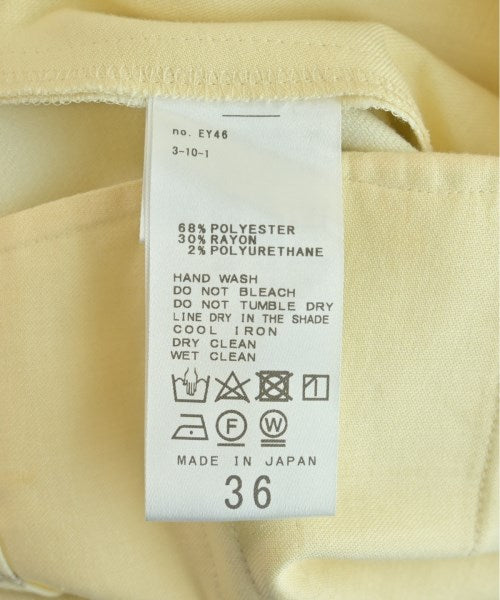 no. EY46
3-10-1
68% POLYESTER
30% RAYON
2% POLYURETHANE
HAND WASH
DO NOT BLEACH
DO NOT TUMBLE DRY
LINE DRY IN THE SHADE
COOL IRON
DRY CLEAN
WET CLEAN
F W
MADE IN JAPAN
36